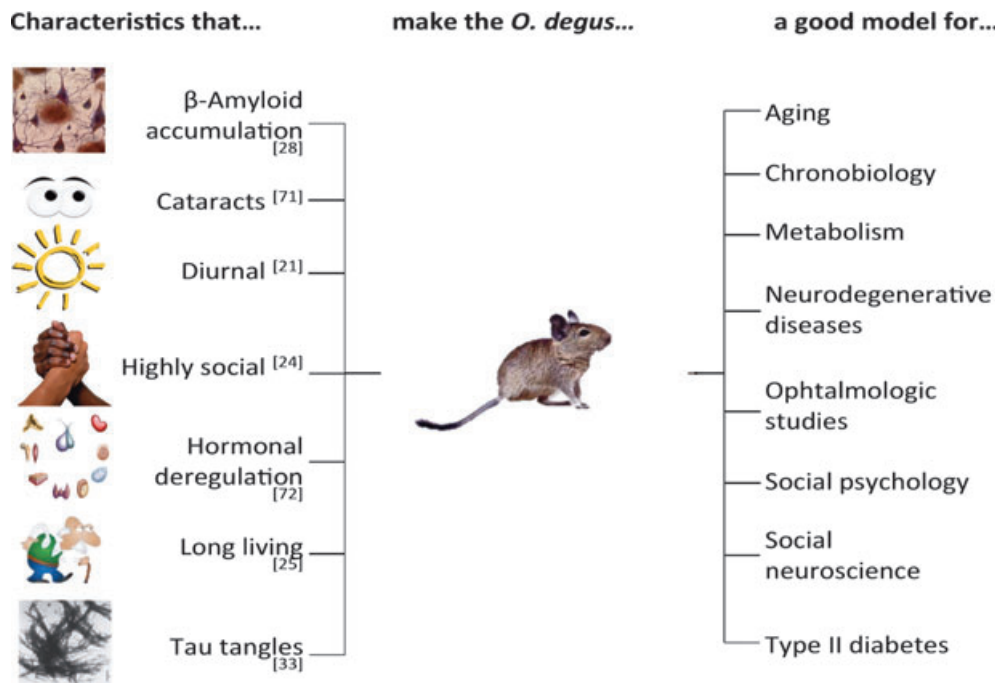 Characteristics that...
make the O. degus...
a good model for...
β-Amyloid
accumulation
[28]
Cataracts [71]
Diurnal [21]
Highly social [24]
Hormonal
deregulation
[72]
Long living
[25]
Tau tangles
[33]
Aging
Chronobiology
Metabolism
Neurodegenerative
diseases
Ophtalmologic
studies
Social psychology
Social
neuroscience
Type II diabetes